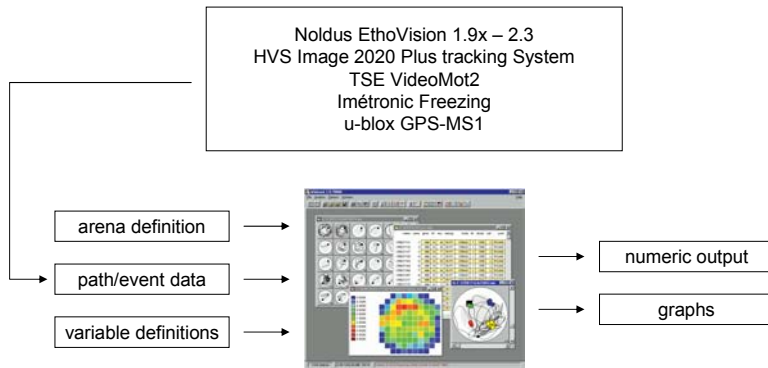 Noldus EthoVision 1.9x – 2.3
HVS Image 2020 Plus tracking System
TSE VideoMot2
Imétronic Freezing
u-blox GPS-MS1
arena definition
path/event data
variable definitions
numeric output
graphs